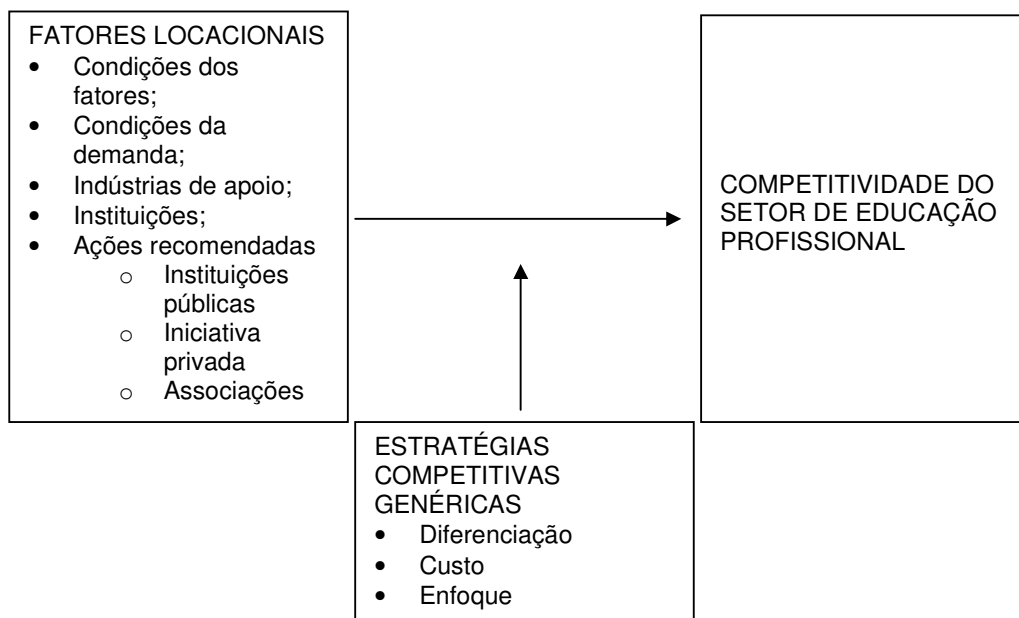 FATORES LOCACIONAIS
• Condições dos
fatores;
• Condições da
demanda;
• Indústrias de apoio;
• Instituições;
• Ações recomendadas
o Instituições
públicas
o Iniciativa
privada
o Associações
COMPETITIVIDADE DO
SETOR DE EDUCAÇÃO
PROFISSIONAL
ESTRATÉGIAS
COMPETITIVAS
GENÉRICAS
• Diferenciação
• Custo
• Enfoque